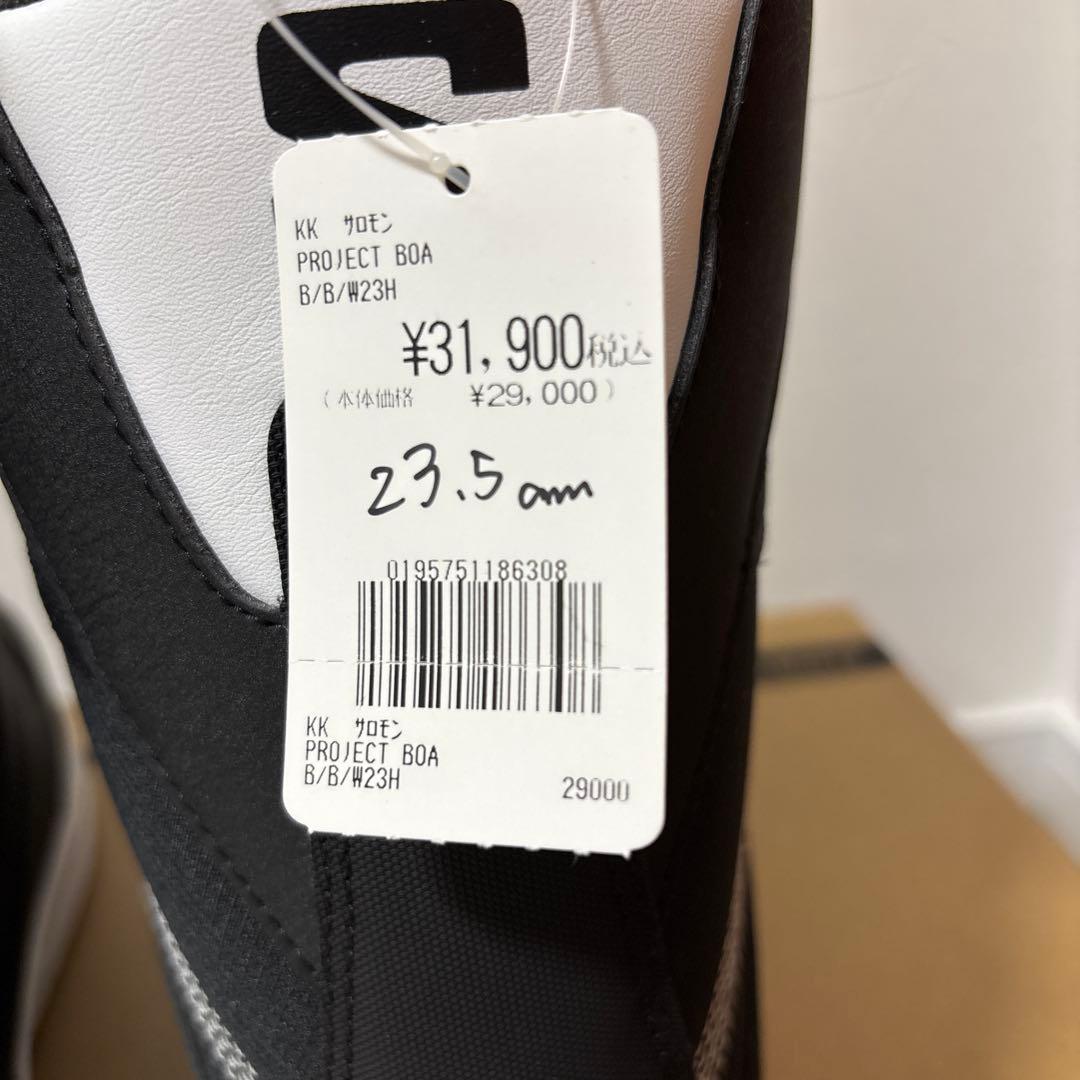 KK ｻﾛﾓﾝ
PROJECT BOA
B/B/W23H
¥31,900税込
(本体価格 ¥29,000)
23.5cm
0195751186308
KK ｻﾛﾓﾝ
PROJECT BOA
B/B/W23H
29000